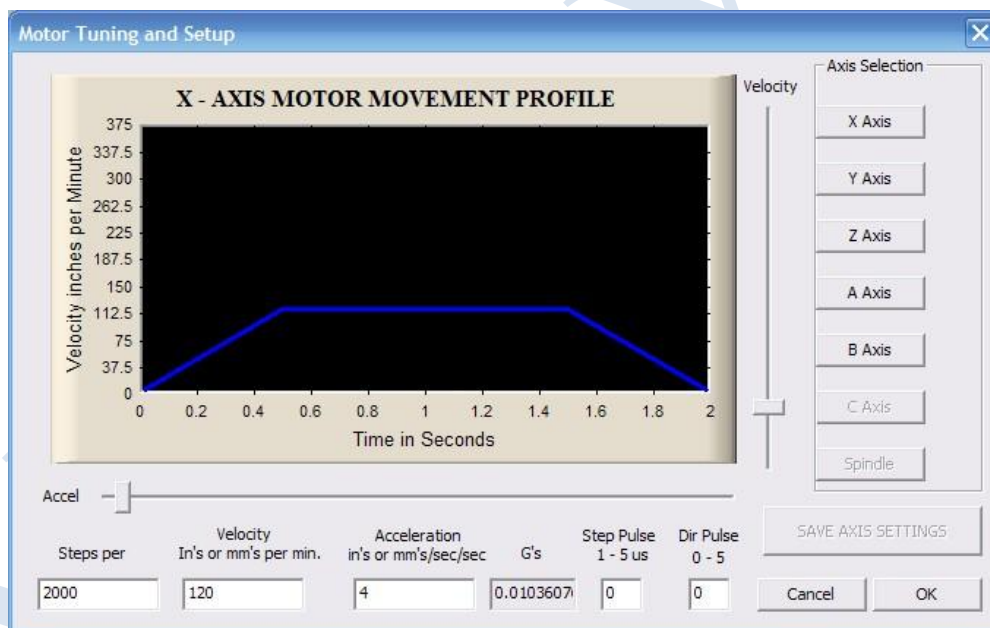 Motor Tuning and Setup
X - AXIS MOTOR MOVEMENT PROFILE
Velocity inches per Minute
375
337.5
300
262.5
225
187.5
150
112.5
75
37.5
0
0 0.2 0.4 0.6 0.8 1 1.2 1.4 1.6 1.8 2
Time in Seconds
Velocity
Axis Selection
X Axis
Y Axis
Z Axis
A Axis
B Axis
C Axis
Spindle
Accel
Steps per
Velocity
In's or mm's per min.
Acceleration
in's or mm's/sec/sec
G's
Step Pulse
1 - 5 us
Dir Pulse
0 - 5
2000
120
4
0.0103607
0
0
SAVE AXIS SETTINGS
Cancel
OK